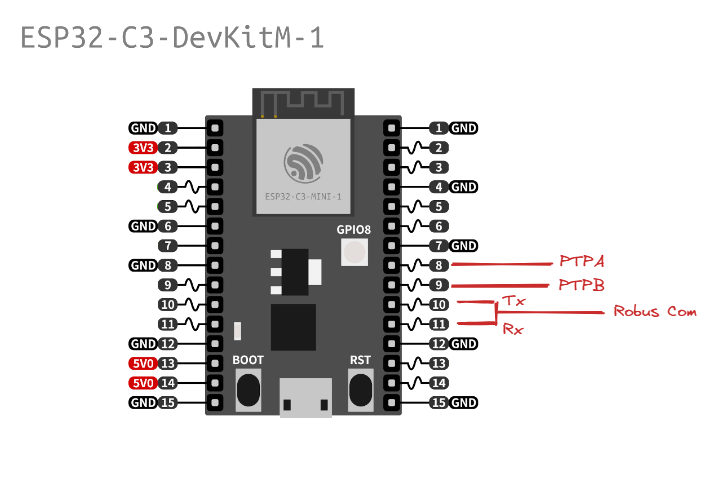 ESP32-C3-DevKitM-1
GND 1 1 GND
3V3 2 2
3V3 3 3
4 4 GND
5 5
ESP32-C3-MINI-1
GND 6 6
GPIO8
7 7 GND
GND 8 8 PTPA
9 9 PTPB
10 10 Tx
Robus Com
11 11 Rx
GND 12 12 GND
BOOT RST
5V0 13 13
5V0 14 14
GND 15 15 GND